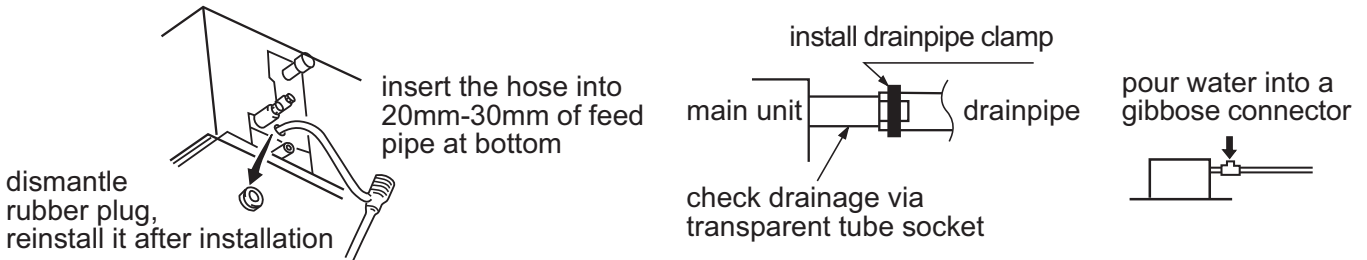 insert the hose into
20mm-30mm of feed
pipe at bottom
dismantle
rubber plug,
reinstall it after installation
install drainpipe clamp
main unit
drainpipe
check drainage via
transparent tube socket
pour water into a
gibbose connector